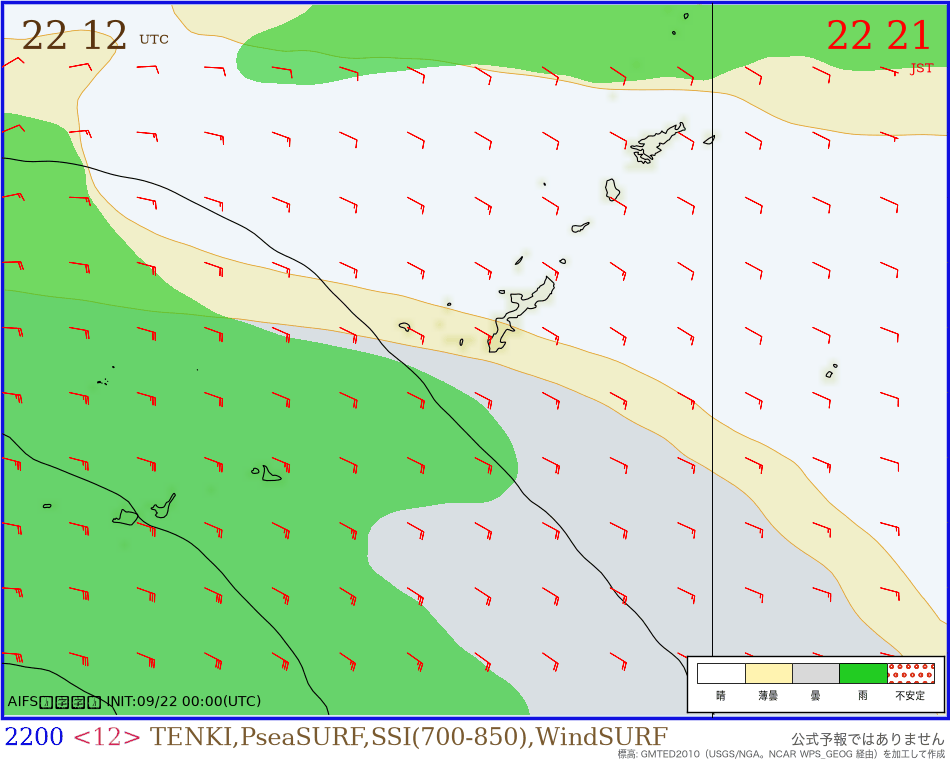 22 12 UTC
22 21
JST
晴 薄曇 曇 雨 不安定
AIFS INIT:09/22 00:00(UTC)
2200 <12> TENKI,PseaSURF,SSI(700-850),WindSURF
公式予報ではありません
標高: GMTED2010（USGS/NGA。NCAR WPS_GEOG 経由）を加工して作成